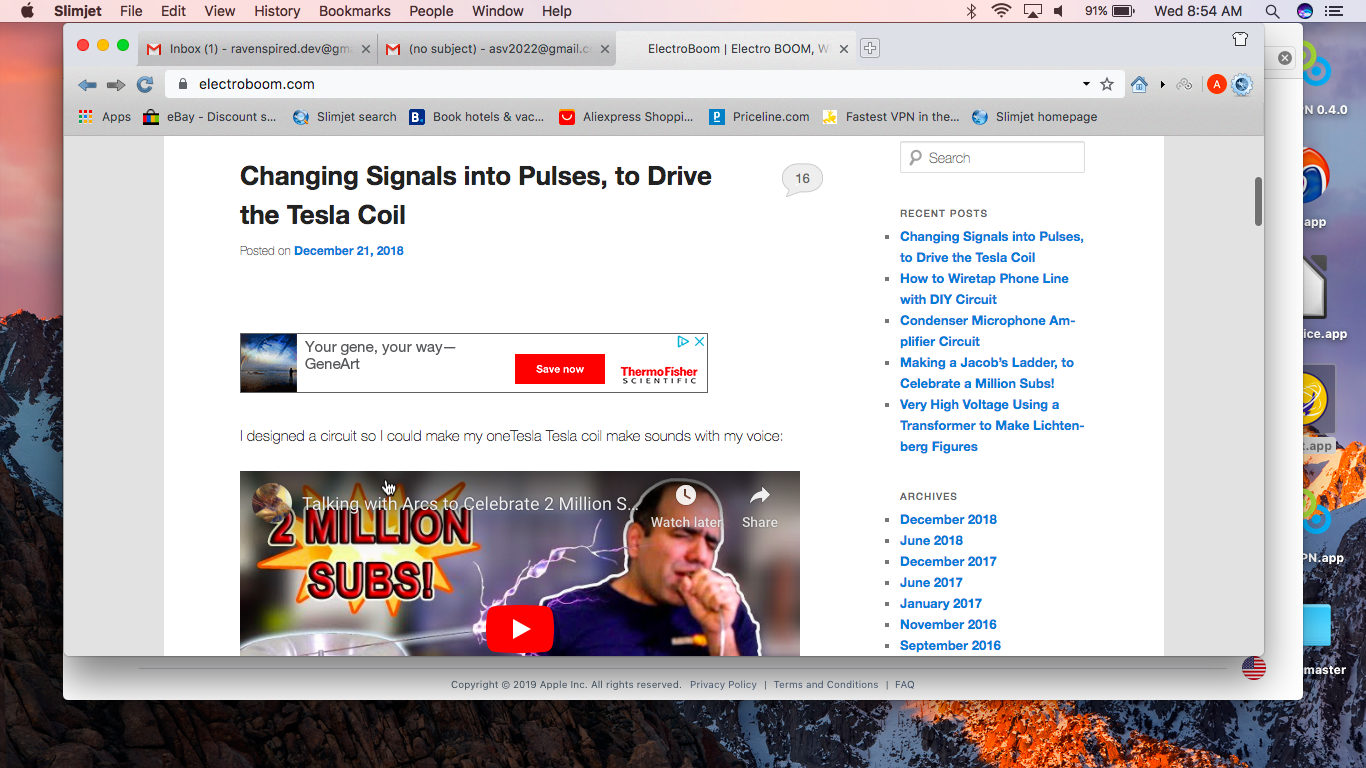 Slimjet File Edit View History Bookmarks People Window Help
91% Wed 8:54 AM
Inbox (1) - ravenspired.dev@gm
(no subject) - asv2022@gmail.c
ElectroBoom | Electro BOOM, W
electroboom.com
A
Apps
eBay - Discount s...
Slimjet search
B. Book hotels & vac...
Aliexpress Shoppi...
Priceline.com
Fastest VPN in the...
Slimjet homepage
Changing Signals into Pulses, to Drive
the Tesla Coil
16
Posted on December 21, 2018
Your gene, your way—
GeneArt
Save now
ThermoFisher
SCIENTIFIC
I designed a circuit so I could make my oneTesla Tesla coil make sounds with my voice:
Talking with Arcs to Celebrate 2 Million S...
Watch later
Share
2 MILLION
SUBS!
Search
RECENT POSTS
Changing Signals into Pulses,
to Drive the Tesla Coil
How to Wiretap Phone Line
with DIY Circuit
Condenser Microphone Am-
plifier Circuit
Making a Jacob's Ladder, to
Celebrate a Million Subs!
Very High Voltage Using a
Transformer to Make Lichten-
berg Figures
ARCHIVES
December 2018
June 2018
December 2017
June 2017
January 2017
November 2016
September 2016
PN 0.4.0
app
ice.app
t.app
PN.app
master
Copyright © 2019 Apple Inc. All rights reserved. Privacy Policy | Terms and Conditions | FAQ